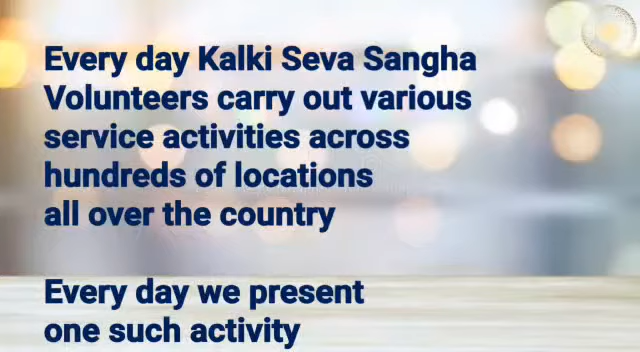 Every day Kalki Seva Sangha
Volunteers carry out various
service activities across
hundreds of locations
all over the country
Every day we present
one such activity